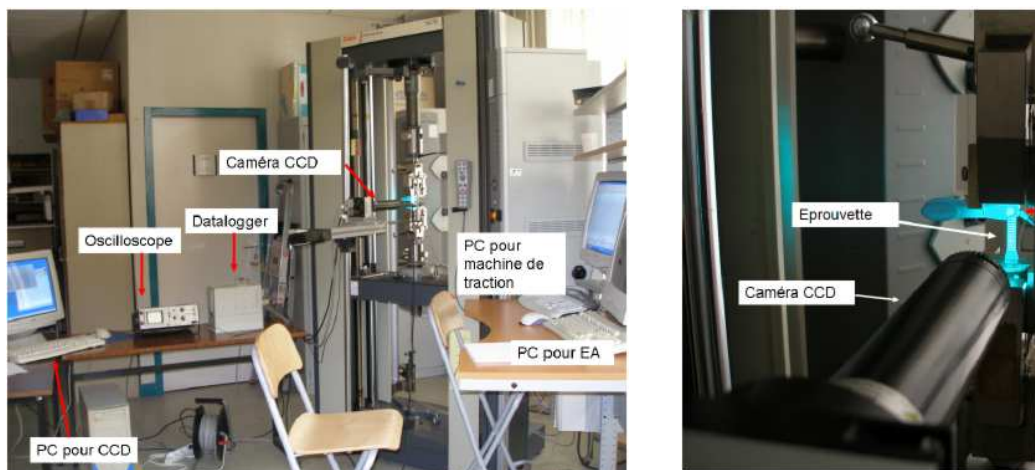 Caméra CCD
Datalogger
Oscilloscope
PC pour
machine de
traction
PC pour EA
PC pour CCD
Eprouvette
Caméra CCD